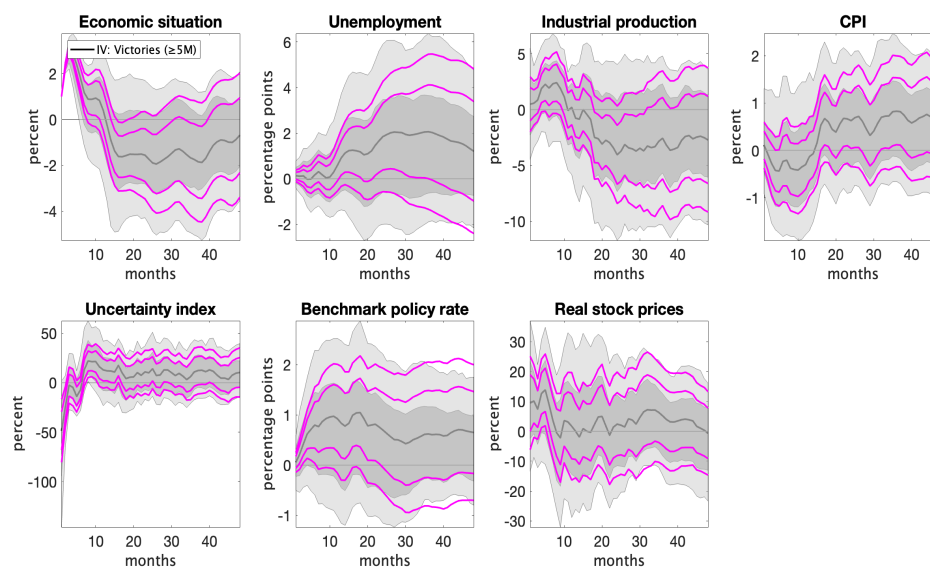 Economic situation
Unemployment
Industrial production
CPI
IV: Victories (≥5M)
percent
2
0
-2
-4
10 20 30 40
months
percentage points
6
4
2
0
-2
10 20 30 40
months
percent
5
0
-5
-10
10 20 30 40
months
percent
2
1
0
-1
10 20 30 40
months
Uncertainty index
Benchmark policy rate
Real stock prices
percent
50
0
-50
-100
10 20 30 40
months
percentage points
2
1
0
-1
10 20 30 40
months
percent
30
20
10
0
-10
-20
-30
10 20 30 40
months